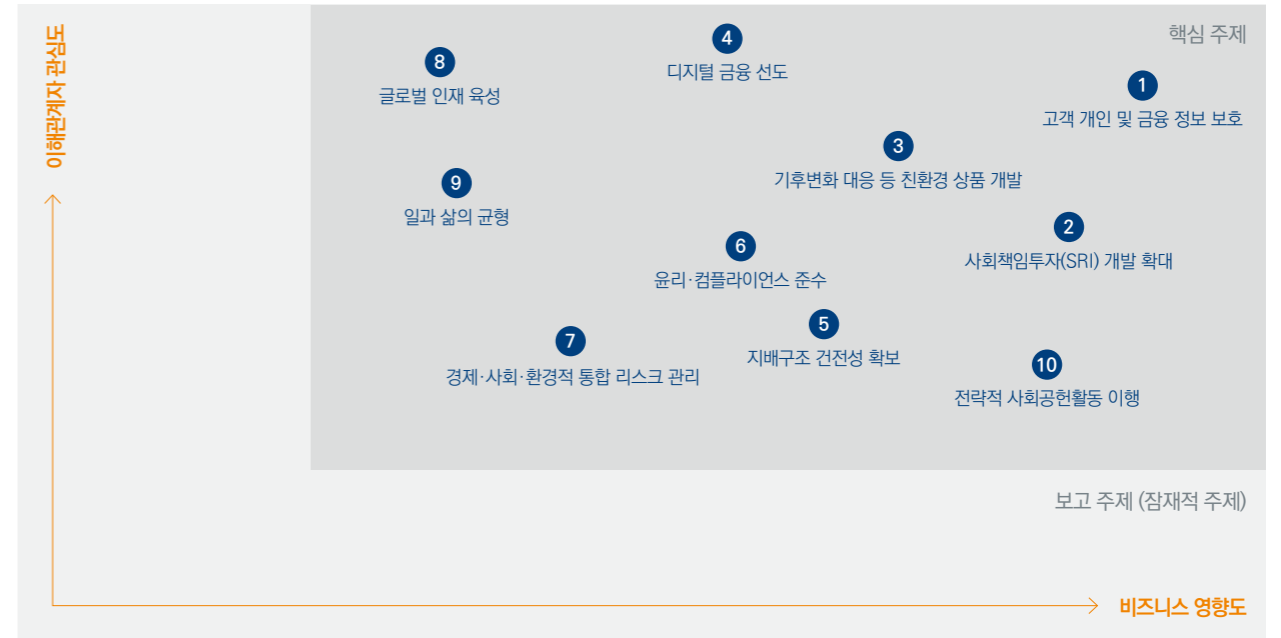 이해관계자 관심도
핵심 주제
4
디지털 금융 선도
8
글로벌 인재 육성
1
고객 개인 및 금융 정보 보호
3
기후변화 대응 등 친환경 상품 개발
9
일과 삶의 균형
2
사회책임투자(SRI) 개발 확대
6
윤리·컴플라이언스 준수
5
지배구조 건전성 확보
7
경제·사회·환경적 통합 리스크 관리
10
전략적 사회공헌활동 이행
보고 주제 (잠재적 주제)
비즈니스 영향도